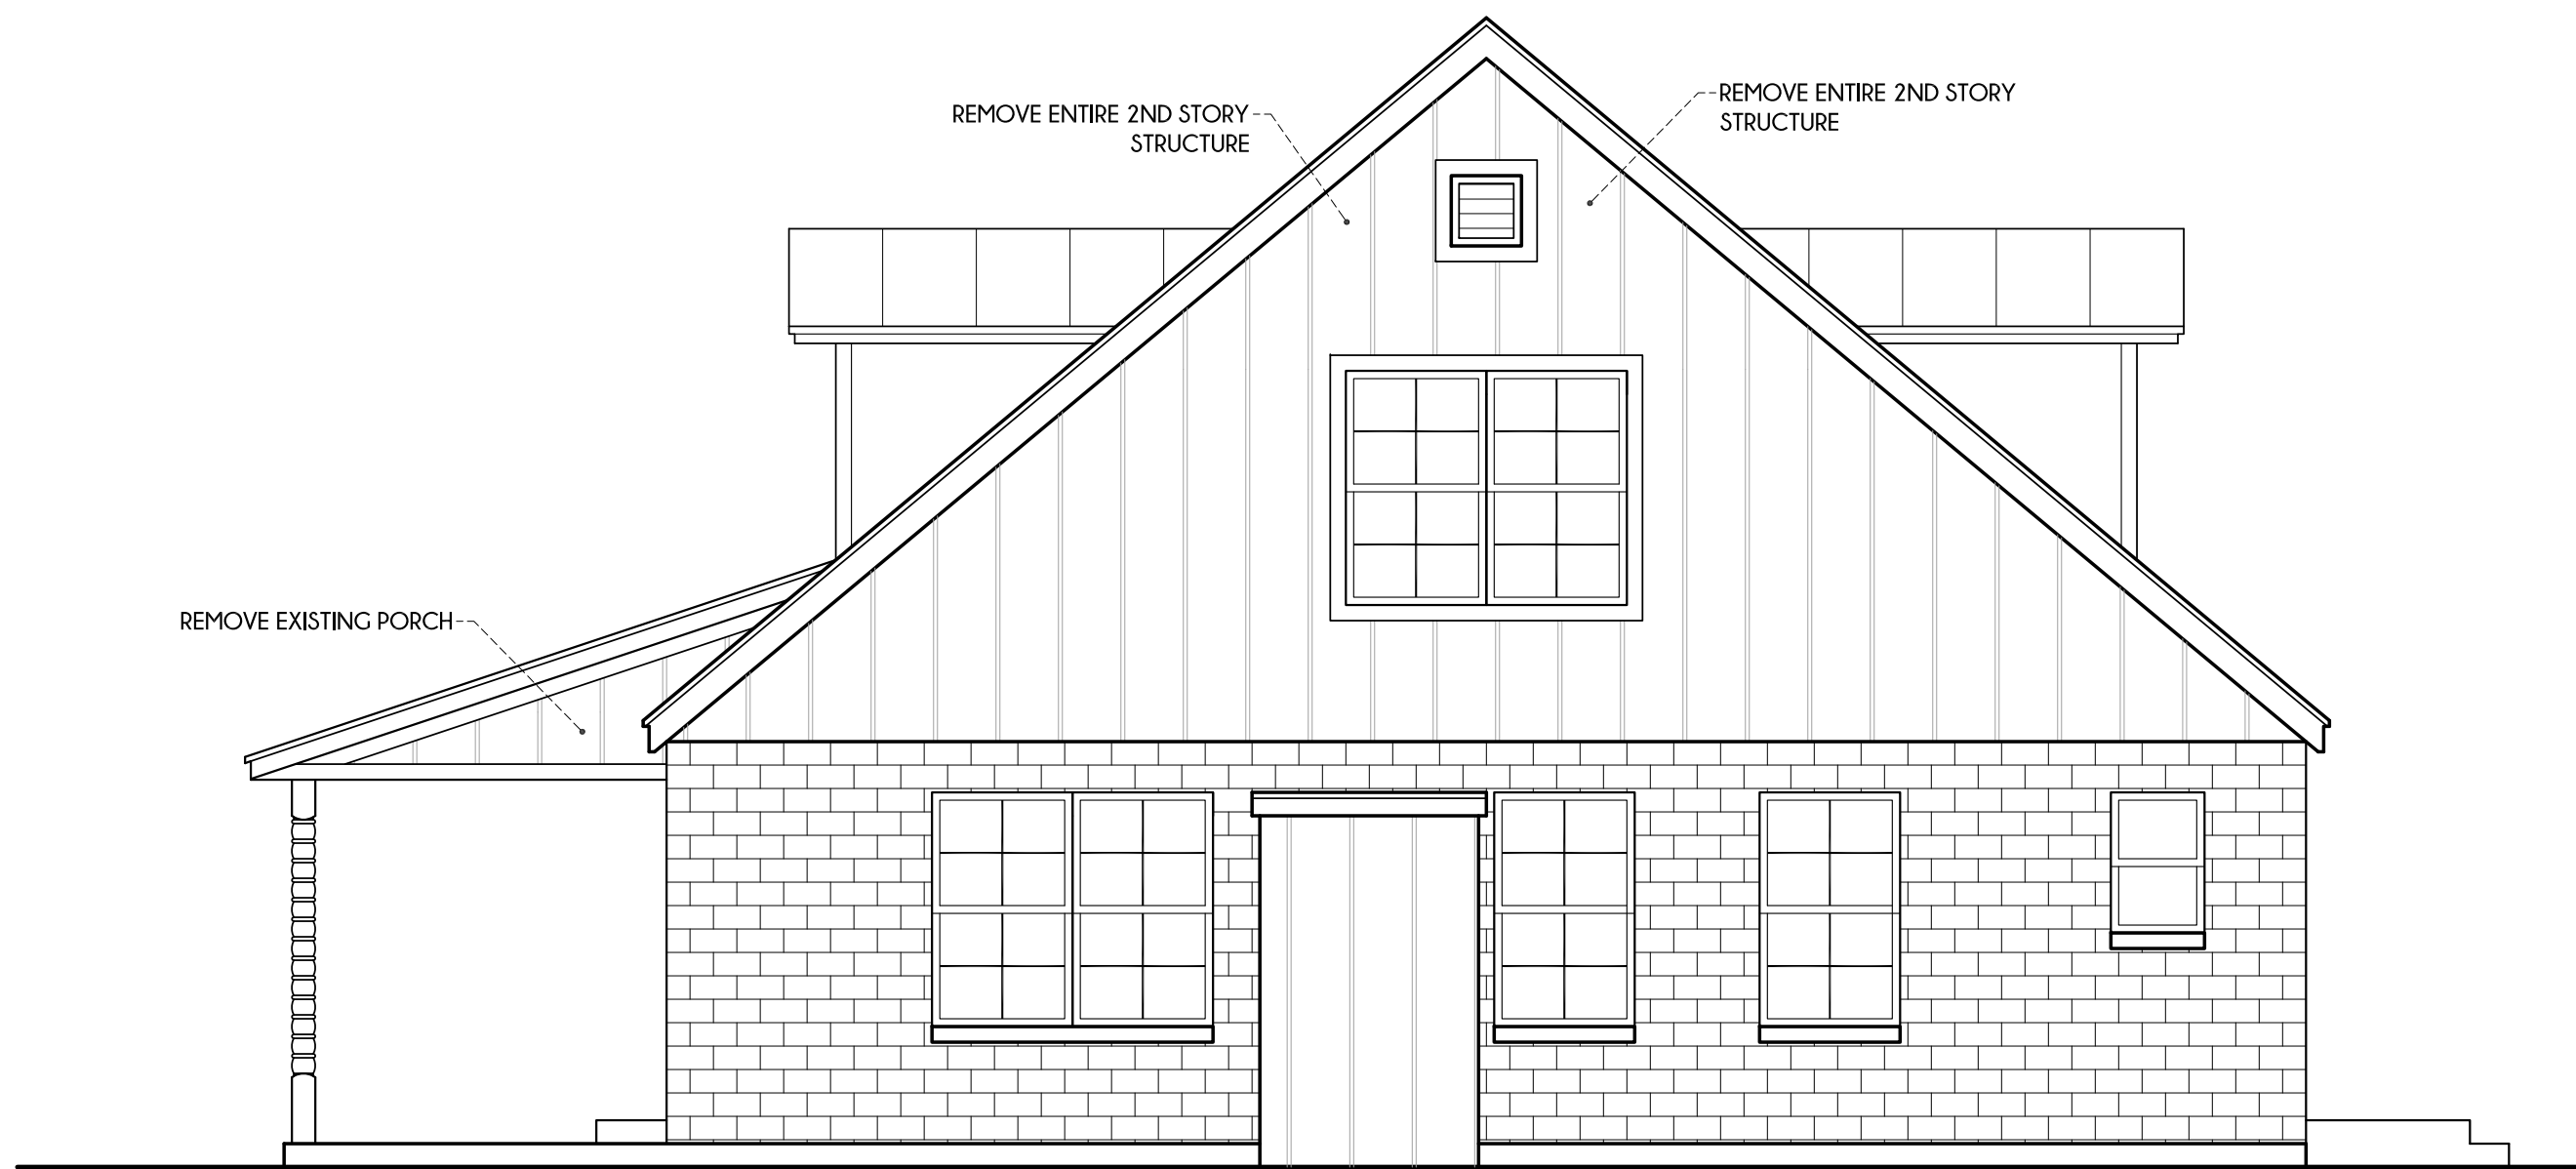 REMOVE ENTIRE 2ND STORY
STRUCTURE
REMOVE ENTIRE 2ND STORY
STRUCTURE
REMOVE EXISTING PORCH